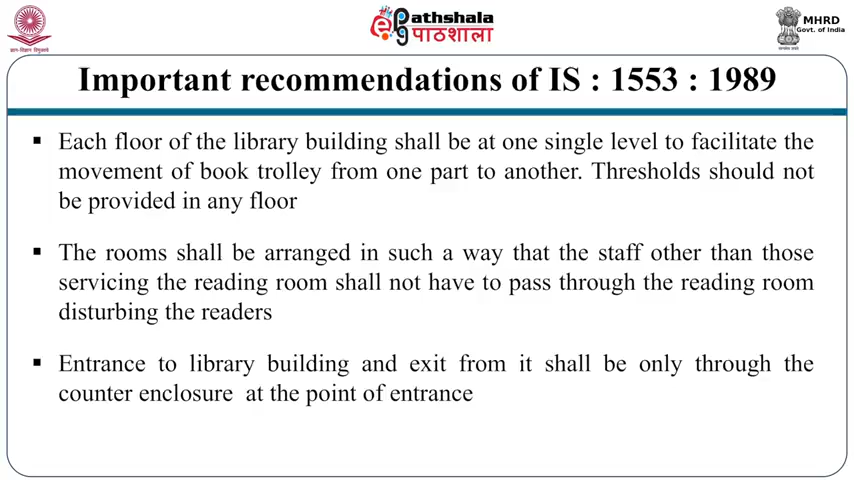 ePathshala
पाठशाला
MHRD
Govt. of India
Important recommendations of IS : 1553 : 1989
▪ Each floor of the library building shall be at one single level to facilitate the
movement of book trolley from one part to another. Thresholds should not
be provided in any floor
▪ The rooms shall be arranged in such a way that the staff other than those
servicing the reading room shall not have to pass through the reading room
disturbing the readers
▪ Entrance to library building and exit from it shall be only through the
counter enclosure at the point of entrance